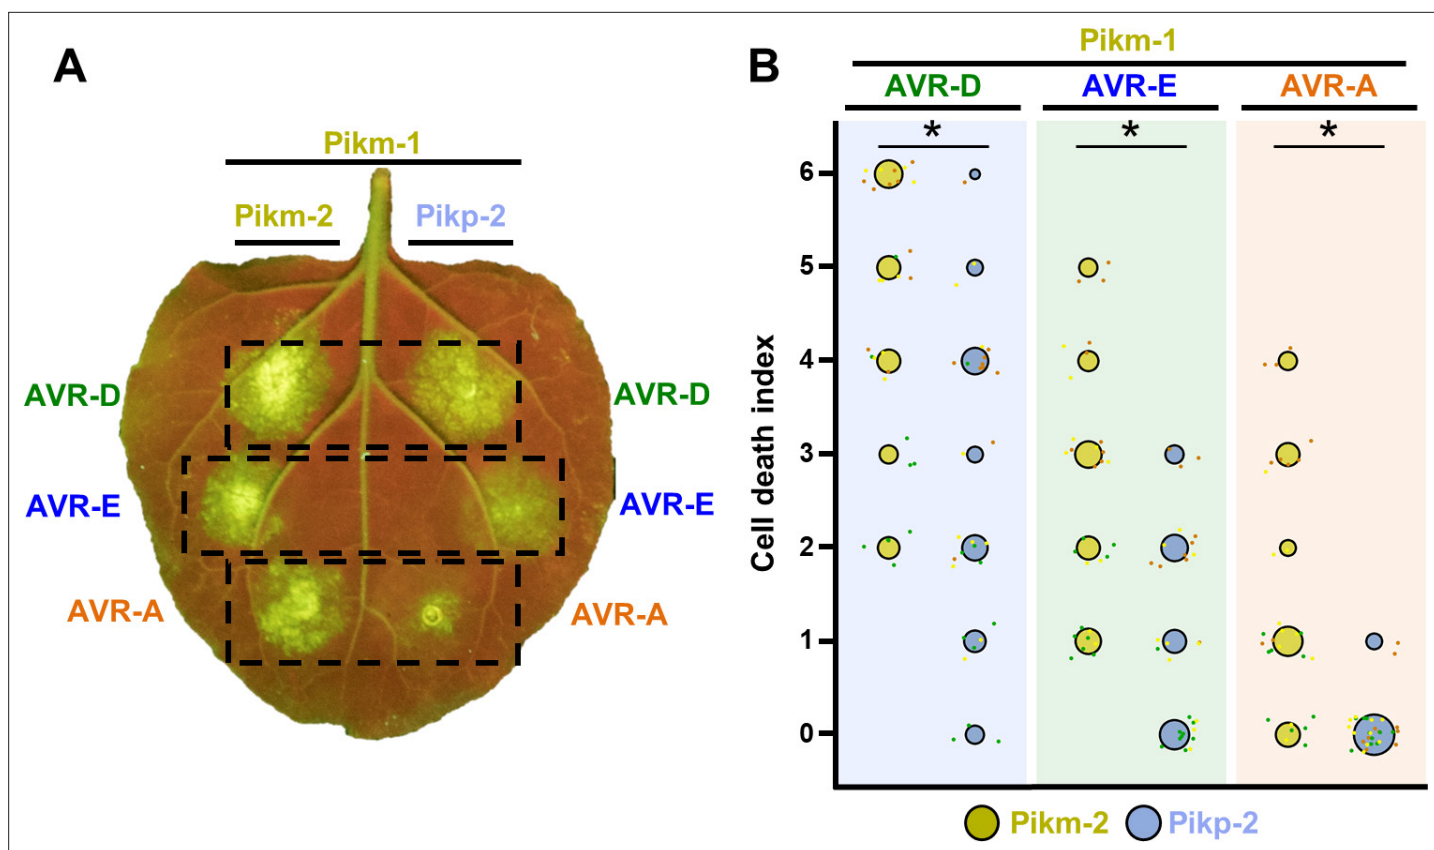 A
Pikm-1
Pikm-2 Pikp-2
AVR-D AVR-D
AVR-E AVR-E
AVR-A AVR-A
B
Pikm-1
AVR-D AVR-E AVR-A
* * *
Cell death index
6
5
4
3
2
1
0
Pikm-2 Pikp-2